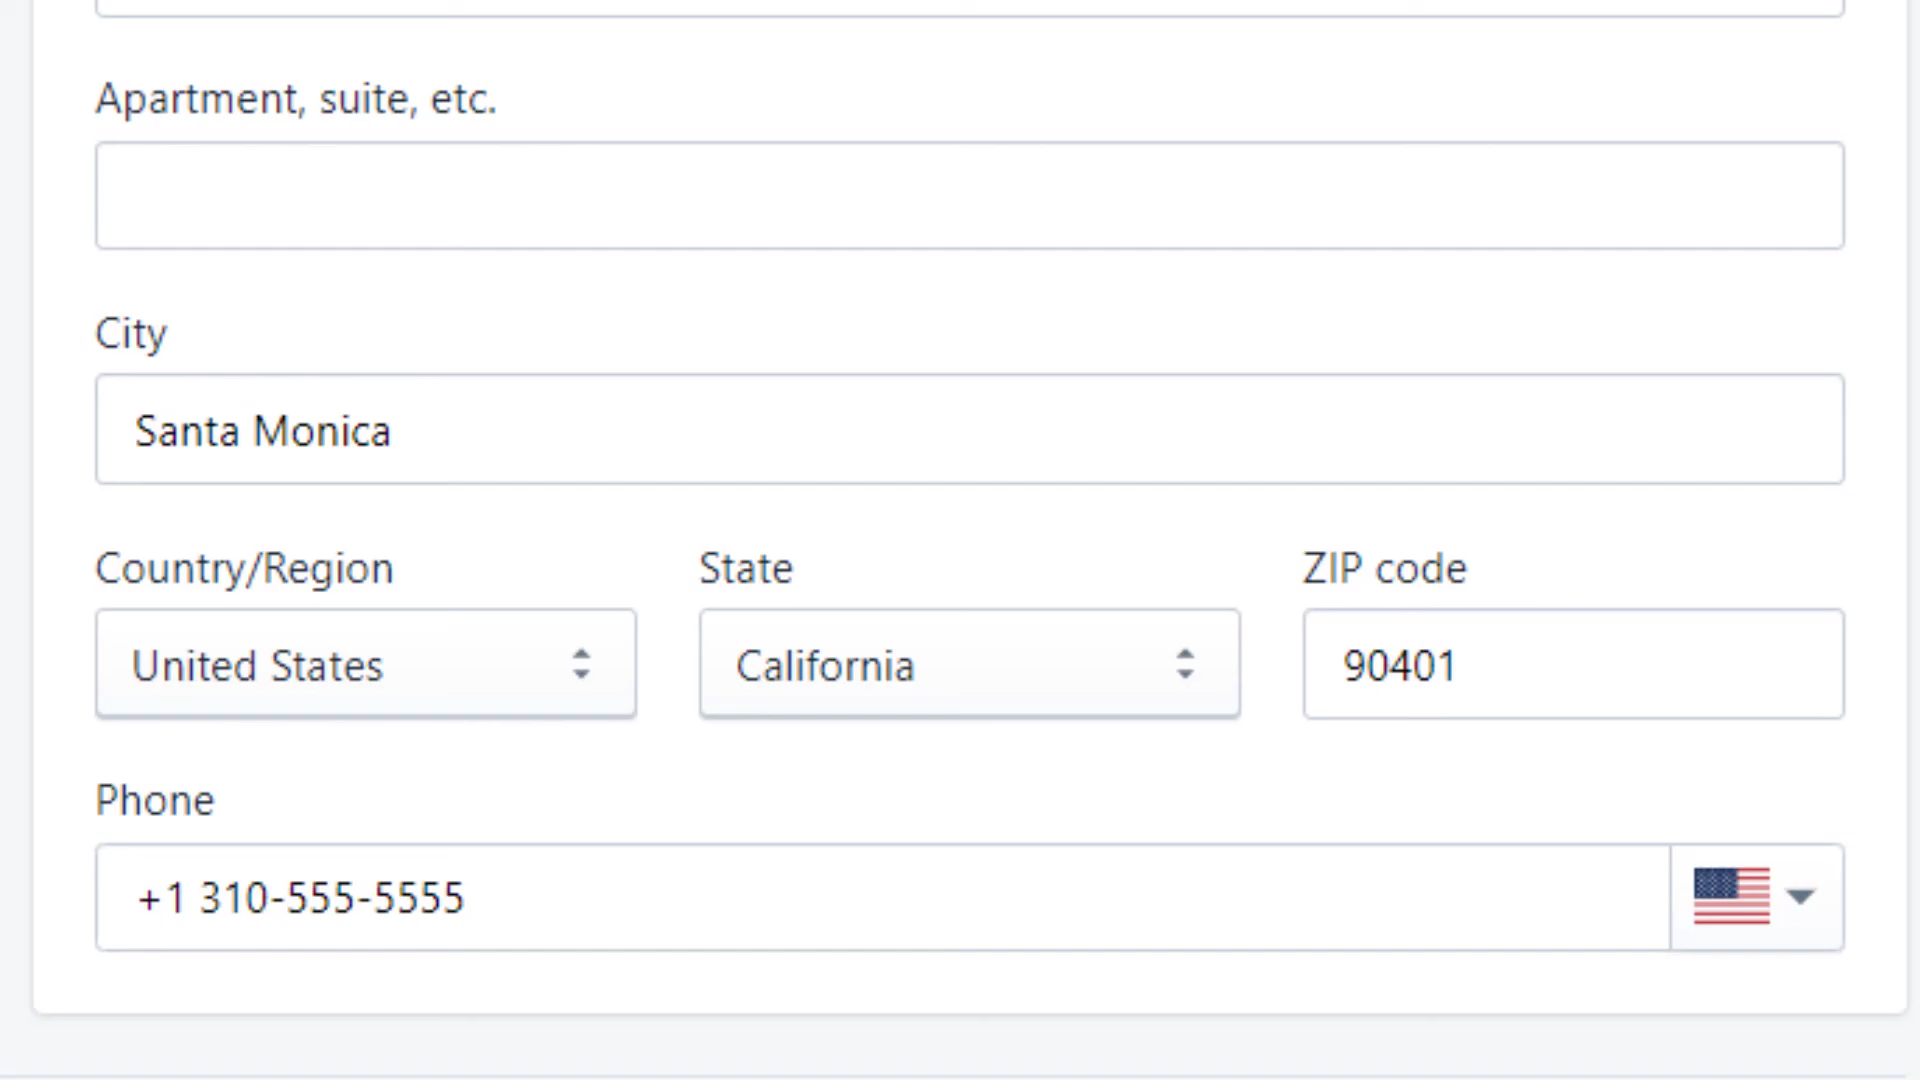 Apartment, suite, etc.
City
Santa Monica
Country/Region State ZIP code
United States California 90401
Phone
+1 310-555-5555